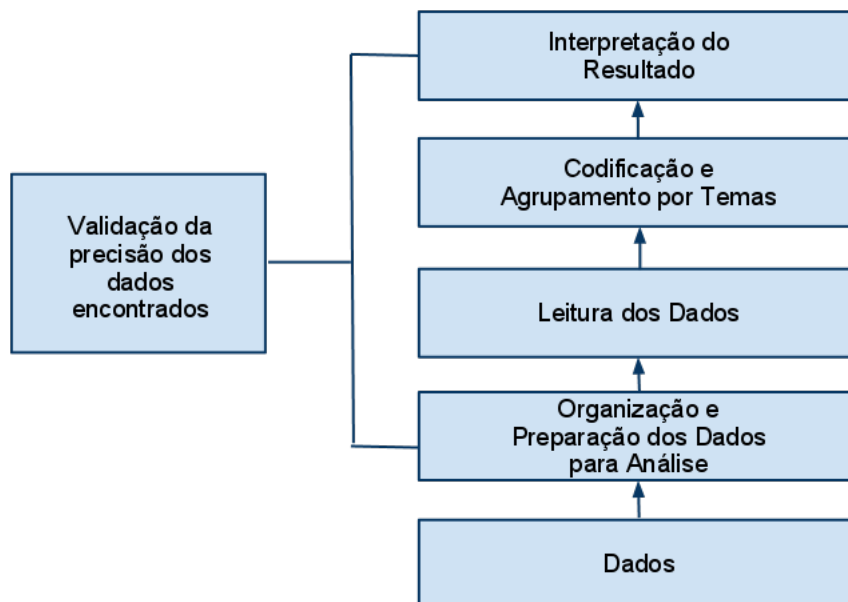 Interpretação do
Resultado
Codificação e
Agrupamento por Temas
Validação da
precisão dos
dados
encontrados
Leitura dos Dados
Organização e
Preparação dos Dados
para Análise
Dados